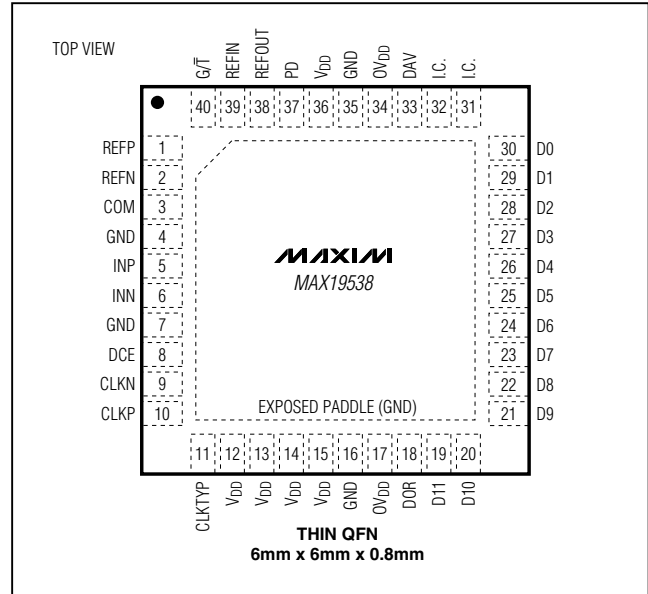 TOP VIEW
G/T̅ REFIN REFOUT PD VDD GND OVDD DAV I.C. I.C.
40 39 38 37 36 35 34 33 32 31
REFP 1
REFN 2
COM 3
GND 4
INP 5
INN 6
GND 7
DCE 8
CLKN 9
CLKP 10
30 D0
29 D1
28 D2
27 D3
26 D4
25 D5
24 D6
23 D7
22 D8
21 D9
MAXIM
MAX19538
EXPOSED PADDLE (GND)
11 12 13 14 15 16 17 18 19 20
CLKTYP VDD VDD VDD VDD GND OVDD DOR D11 D10
THIN QFN
6mm x 6mm x 0.8mm